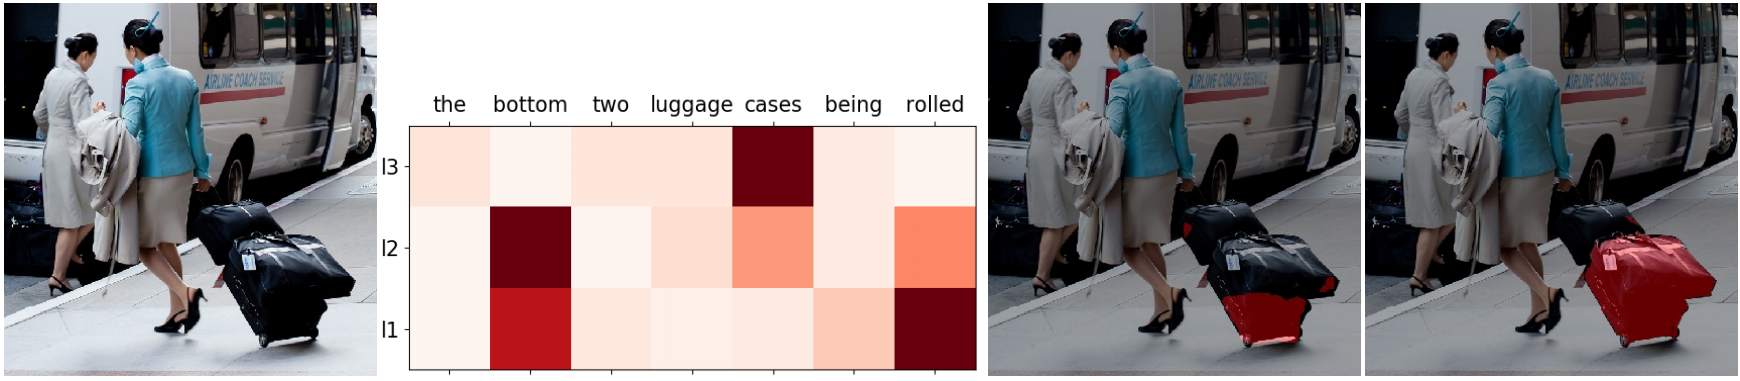 AIRLINE COACH SERVICE
the bottom two luggage cases being rolled
l3
l2
l1
AIRLINE COACH SERVICE
AIRLINE COACH SERVICE